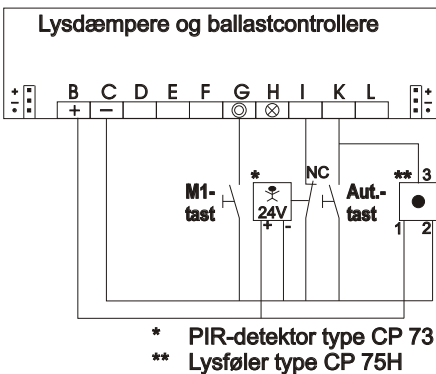 Lysdæmpere og ballastcontrollere
B C D E F G H I K L
+ - + - + -
* NC ** 3
M1-tast
24V
+ -
Aut.-tast
1 2
* PIR-detektor type CP 73
** Lysføler type CP 75H